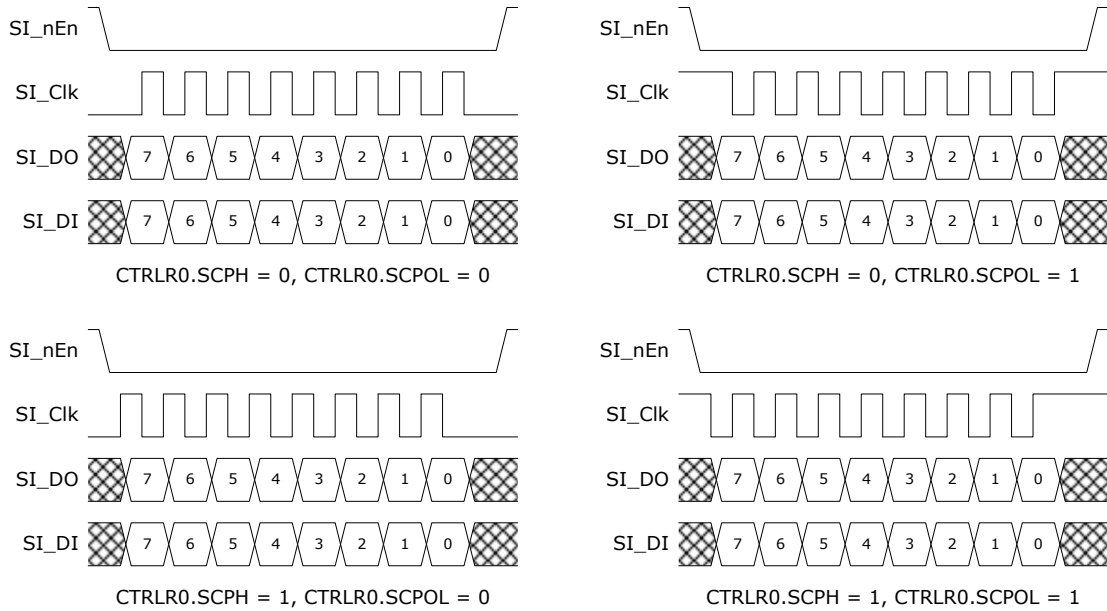 SI_nEn
SI_Clk
SI_DO 7 6 5 4 3 2 1 0
SI_DI 7 6 5 4 3 2 1 0
CTRLR0.SCPH = 0, CTRLR0.SCPOL = 0
SI_nEn
SI_Clk
SI_DO 7 6 5 4 3 2 1 0
SI_DI 7 6 5 4 3 2 1 0
CTRLR0.SCPH = 0, CTRLR0.SCPOL = 1
SI_nEn
SI_Clk
SI_DO 7 6 5 4 3 2 1 0
SI_DI 7 6 5 4 3 2 1 0
CTRLR0.SCPH = 1, CTRLR0.SCPOL = 0
SI_nEn
SI_Clk
SI_DO 7 6 5 4 3 2 1 0
SI_DI 7 6 5 4 3 2 1 0
CTRLR0.SCPH = 1, CTRLR0.SCPOL = 1